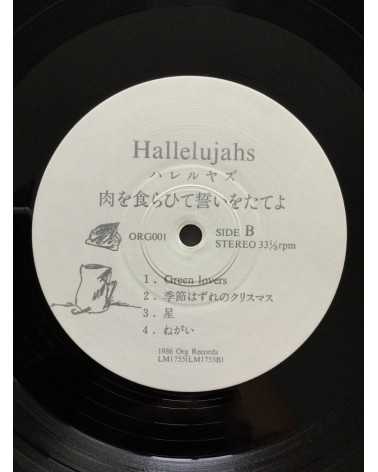 Hallelujahs
ハレルヤズ
肉を食らひて誓いをたてよ
ORG001
SIDE B
STEREO 33⅓rpm
1. Green lovers
2. 季節はずれのクリスマス
3. 星
4. ねがい
1986 Org Records
LM1755(LM1755B)